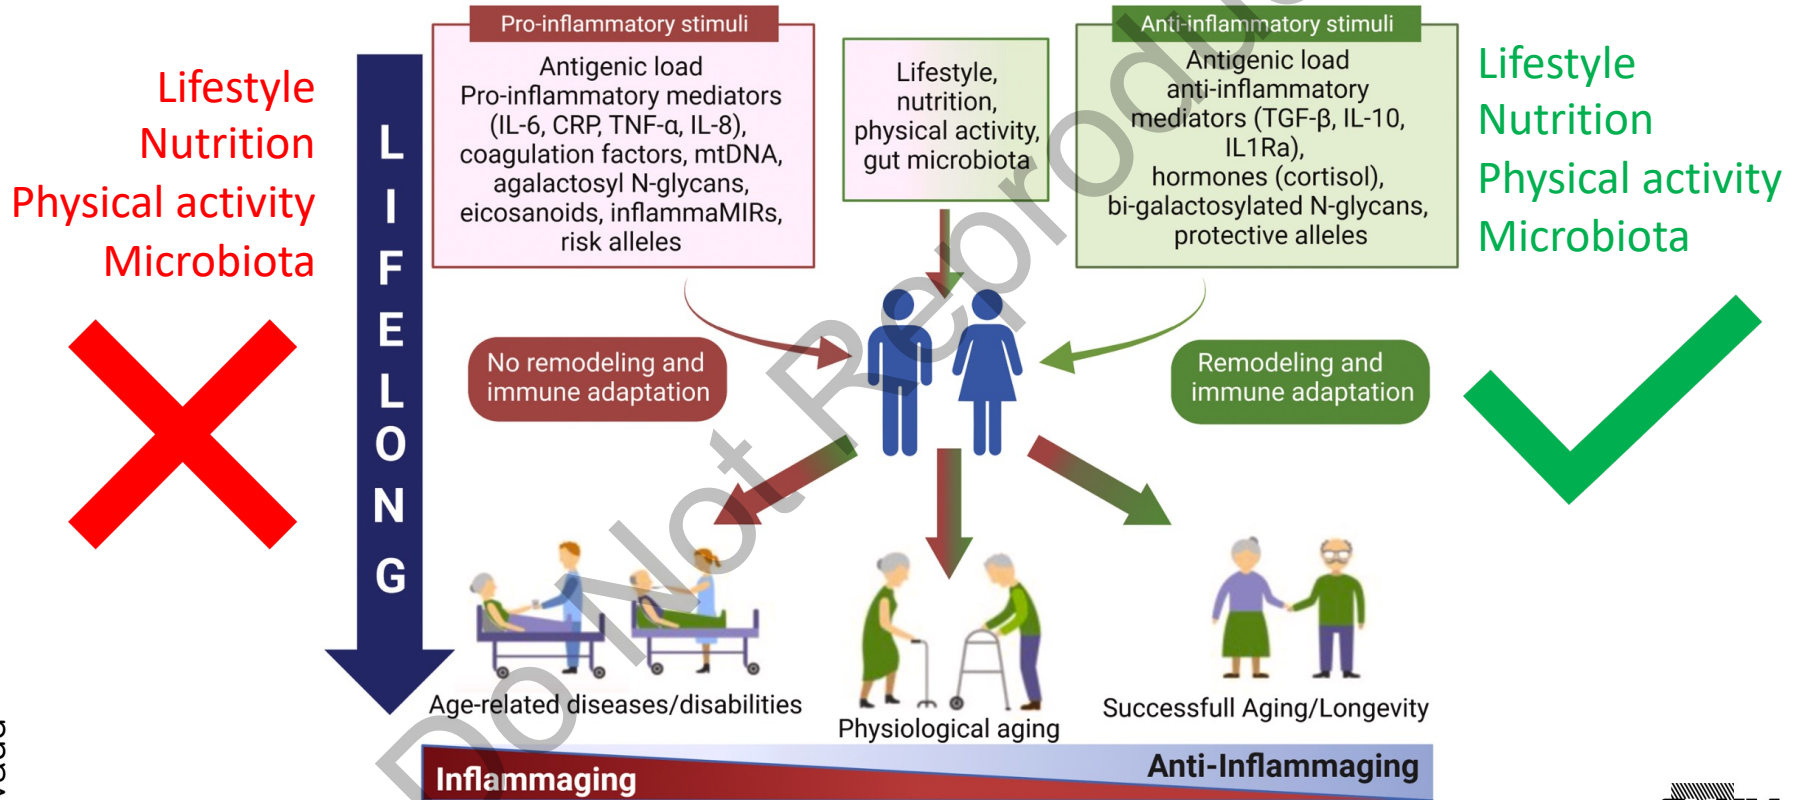 Lifestyle
Nutrition
Physical activity
Microbiota
LIFELONG
Pro-inflammatory stimuli
Antigenic load
Pro-inflammatory mediators
(IL-6, CRP, TNF-α, IL-8),
coagulation factors, mtDNA,
agalactosyl N-glycans,
eicosanoids, inflammaMIRs,
risk alleles
Lifestyle,
nutrition,
physical activity,
gut microbiota
Anti-inflammatory stimuli
Antigenic load
anti-inflammatory
mediators (TGF-β, IL-10,
IL1Ra),
hormones (cortisol),
bi-galactosylated N-glycans,
protective alleles
Lifestyle
Nutrition
Physical activity
Microbiota
No remodeling and
immune adaptation
Remodeling and
immune adaptation
Age-related diseases/disabilities
Physiological aging
Successfull Aging/Longevity
Inflammaging
Anti-Inflammaging
Do Not Reproduc